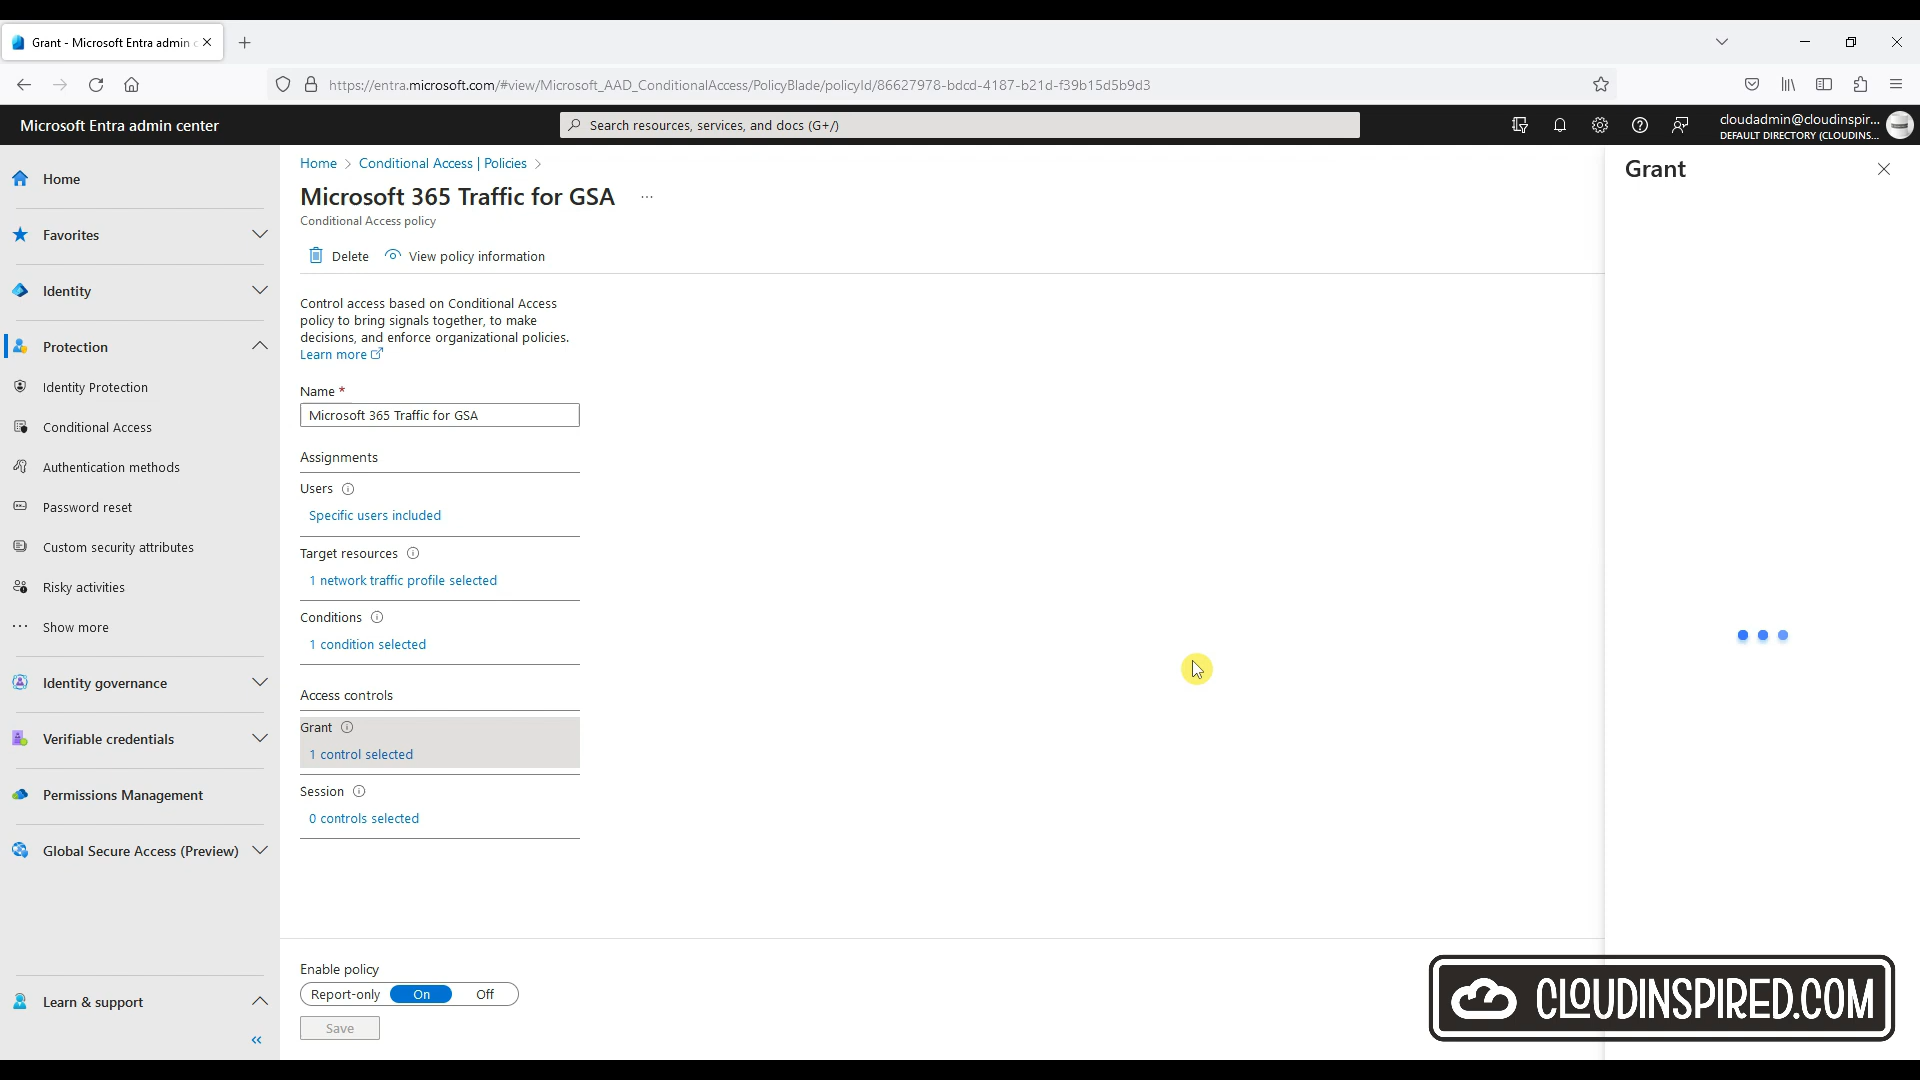 Grant - Microsoft Entra admin c
https://entra.microsoft.com/#view/Microsoft_AAD_ConditionalAccess/PolicyBlade/policyId/86627978-bdcd-4187-b21d-f39b15d5b9d3
Microsoft Entra admin center
Search resources, services, and docs (G+/)
cloudadmin@cloudinspir...
DEFAULT DIRECTORY (CLOUDINS...
Home
Favorites
Identity
Protection
Identity Protection
Conditional Access
Authentication methods
Password reset
Custom security attributes
Risky activities
Show more
Identity governance
Verifiable credentials
Permissions Management
Global Secure Access (Preview)
Learn & support
Home > Conditional Access | Policies >
Microsoft 365 Traffic for GSA ...
Conditional Access policy
Delete View policy information
Control access based on Conditional Access
policy to bring signals together, to make
decisions, and enforce organizational policies.
Learn more
Name *
Microsoft 365 Traffic for GSA
Assignments
Users
Specific users included
Target resources
1 network traffic profile selected
Conditions
1 condition selected
Access controls
Grant
1 control selected
Session
0 controls selected
Enable policy
Report-only On Off
Save
Grant
CLOUDINSPIRED.COM